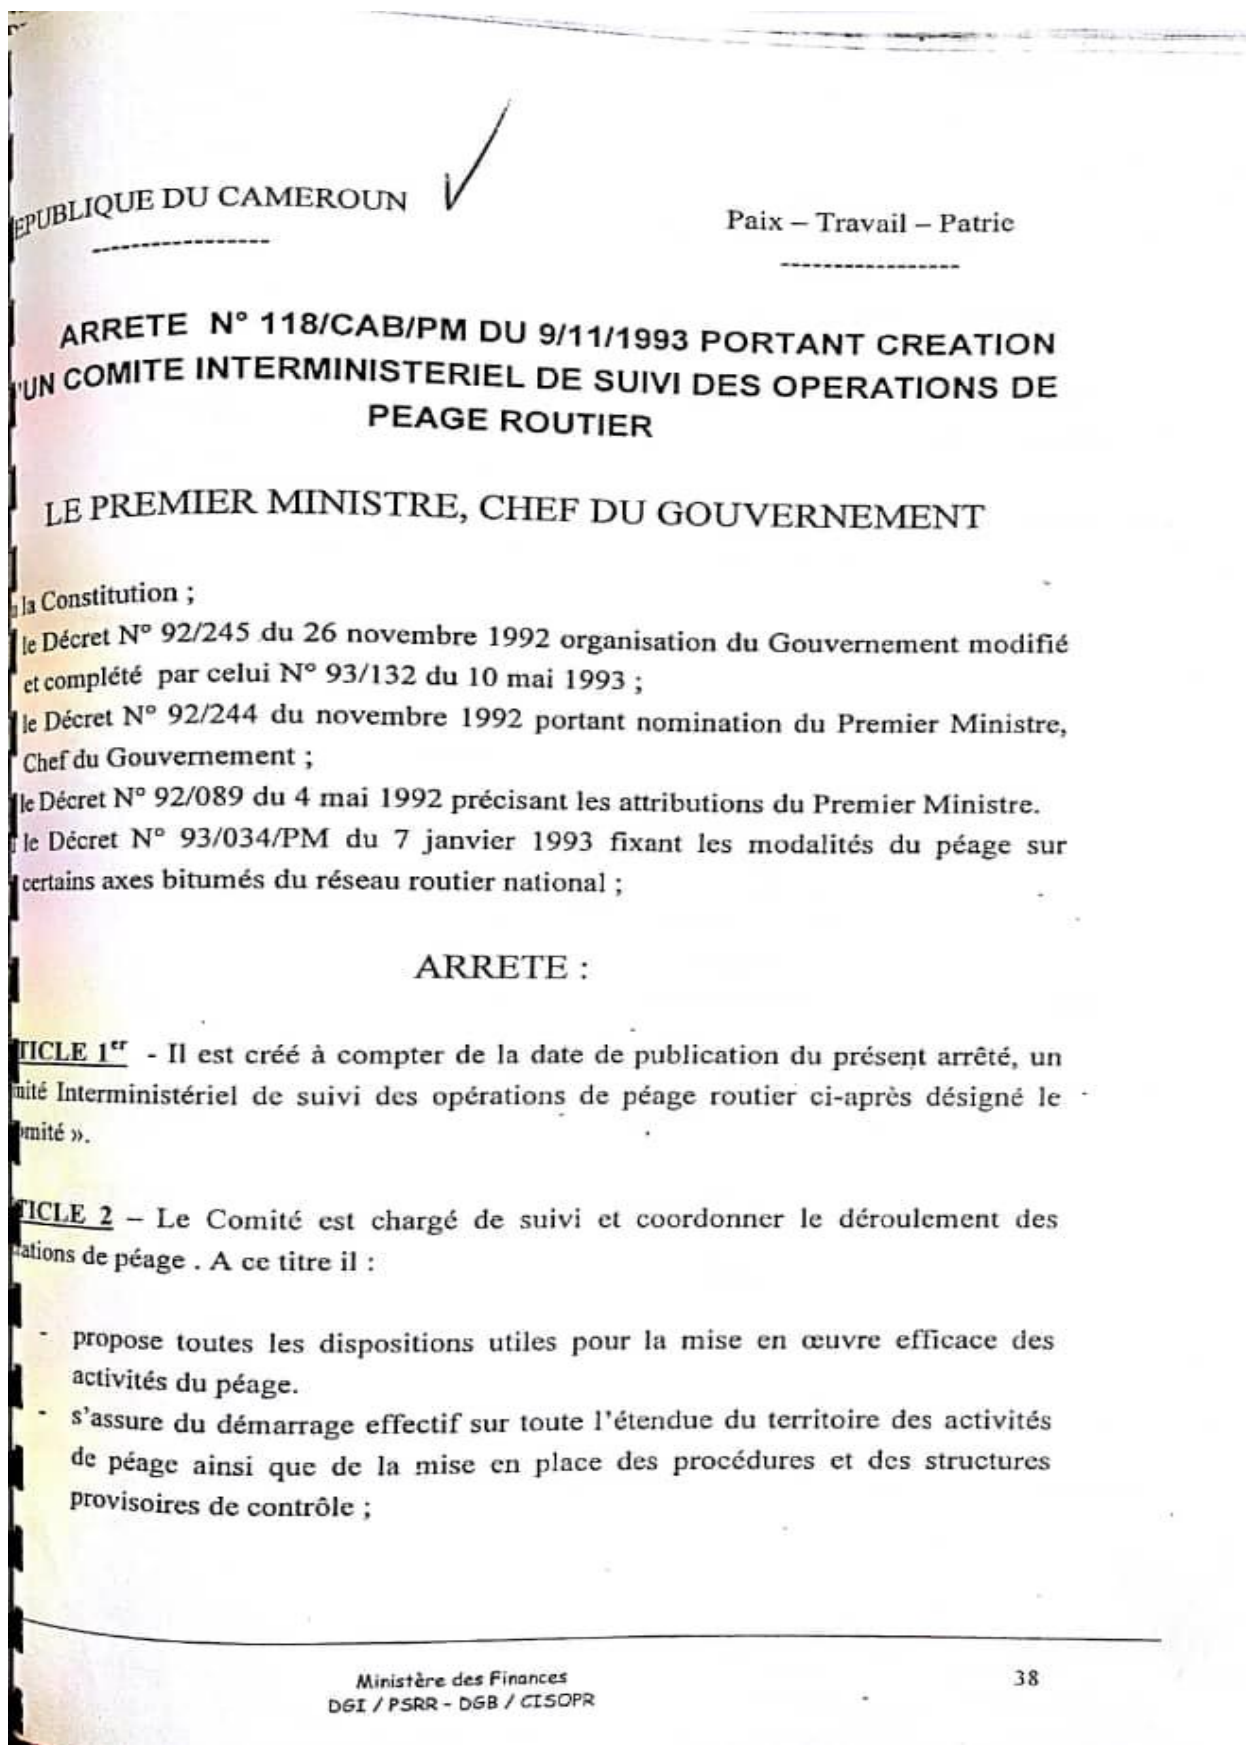 EPUBLIQUE DU CAMEROUN
Paix – Travail – Patrie
-----------------
-----------------
ARRETE N° 118/CAB/PM DU 9/11/1993 PORTANT CREATION
'UN COMITE INTERMINISTERIEL DE SUIVI DES OPERATIONS DE
PEAGE ROUTIER
LE PREMIER MINISTRE, CHEF DU GOUVERNEMENT
la Constitution ;
le Décret N° 92/245 du 26 novembre 1992 organisation du Gouvernement modifié
et complété par celui N° 93/132 du 10 mai 1993 ;
le Décret N° 92/244 du novembre 1992 portant nomination du Premier Ministre,
Chef du Gouvernement ;
le Décret N° 92/089 du 4 mai 1992 précisant les attributions du Premier Ministre.
le Décret N° 93/034/PM du 7 janvier 1993 fixant les modalités du péage sur
certains axes bitumés du réseau routier national ;
ARRETE :
TICLE 1er - Il est créé à compter de la date de publication du présent arrêté, un
mité Interministériel de suivi des opérations de péage routier ci-après désigné le
omité ».
TICLE 2 – Le Comité est chargé de suivi et coordonner le déroulement des
rations de péage . A ce titre il :
- propose toutes les dispositions utiles pour la mise en œuvre efficace des
activités du péage.
- s'assure du démarrage effectif sur toute l'étendue du territoire des activités
de péage ainsi que de la mise en place des procédures et des structures
provisoires de contrôle ;
Ministère des Finances
38
DGI / PSRR - DGB / CISOPR